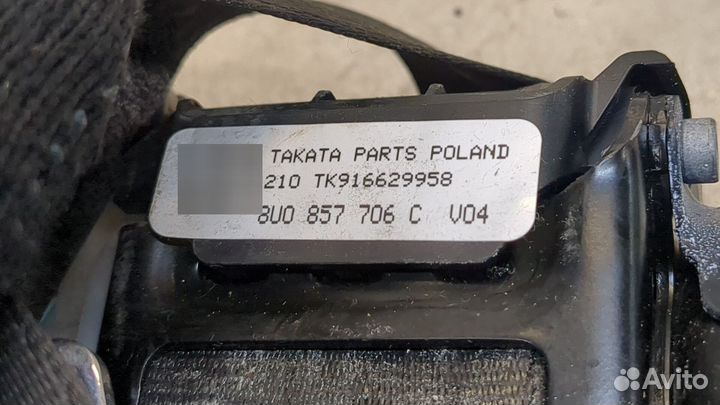 TAKATA PARTS POLAND
210 TK916629958
8U0 857 706 C V04
Avito